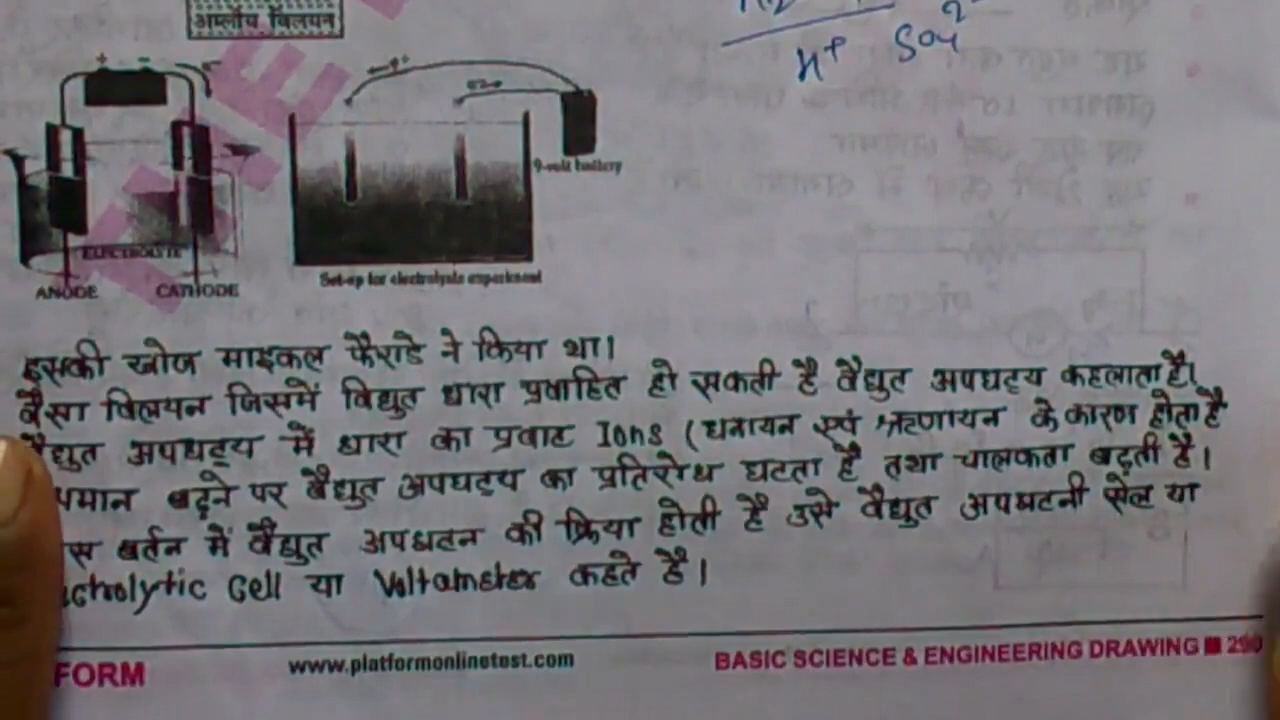 अम्लीय विलयन
H⁺ SO₄²⁻
+ -
9-volt battery
ELECTROLYTE
ANODE CATHODE
Set-up for electrolysis experiment
इसकी खोज माइकल फैराडे ने किया था।
वैसा विलयन जिसमें विद्युत धारा प्रवाहित हो सकती है वैद्युत अपघट्य कहलाता है।
वैद्युत अपघट्य में धारा का प्रवाह Ions (धनायन एवं ऋणायन के कारण होता है
पमान बढ़ने पर वैद्युत अपघट्य का प्रतिरोध घटता है तथा चालकता बढ़ती है।
स बर्तन में वैद्युत अपघटन की क्रिया होती है उसे वैद्युत अपघटनी सेल या
ectrolytic Cell या Voltameter कहते है।
FORM www.platformonlinetest.com BASIC SCIENCE & ENGINEERING DRAWING ■ 290